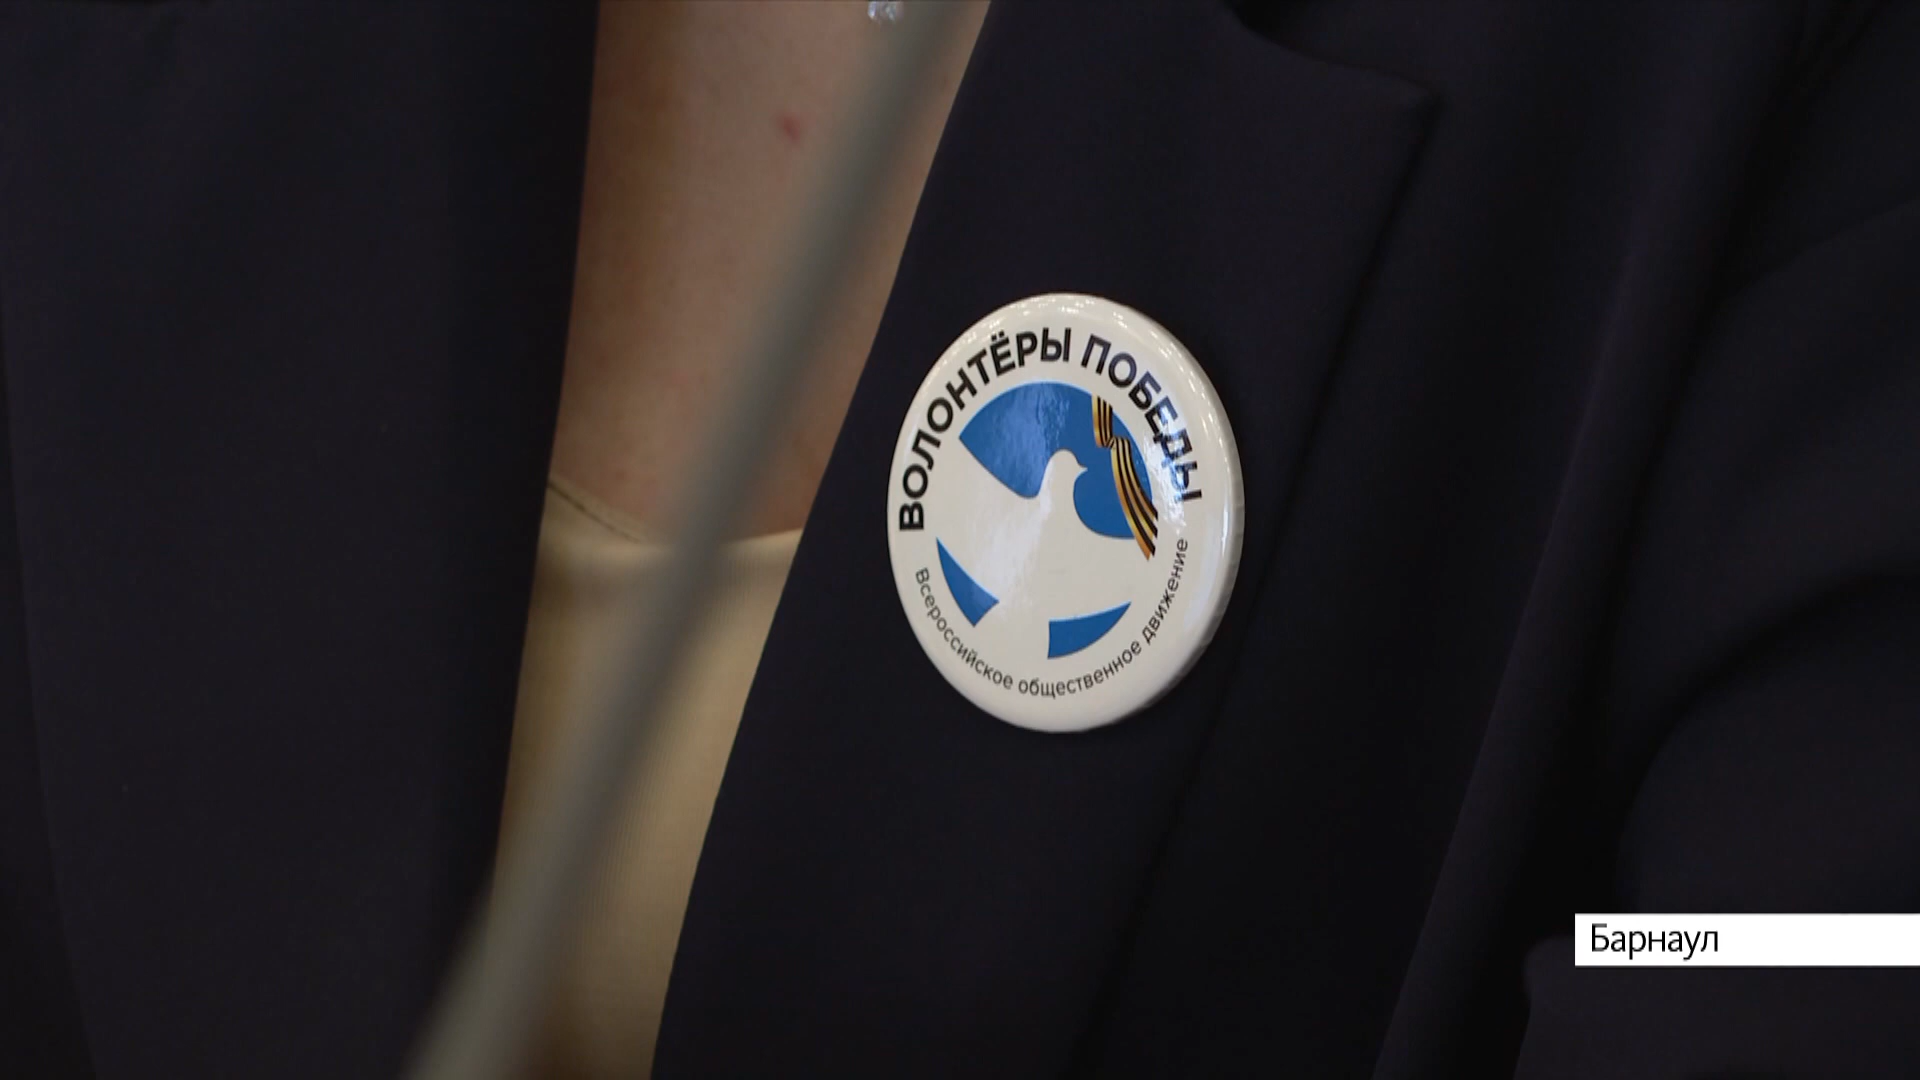 ВОЛОНТЁРЫ ПОБЕДЫ
Всероссийское общественное движение
Барнаул